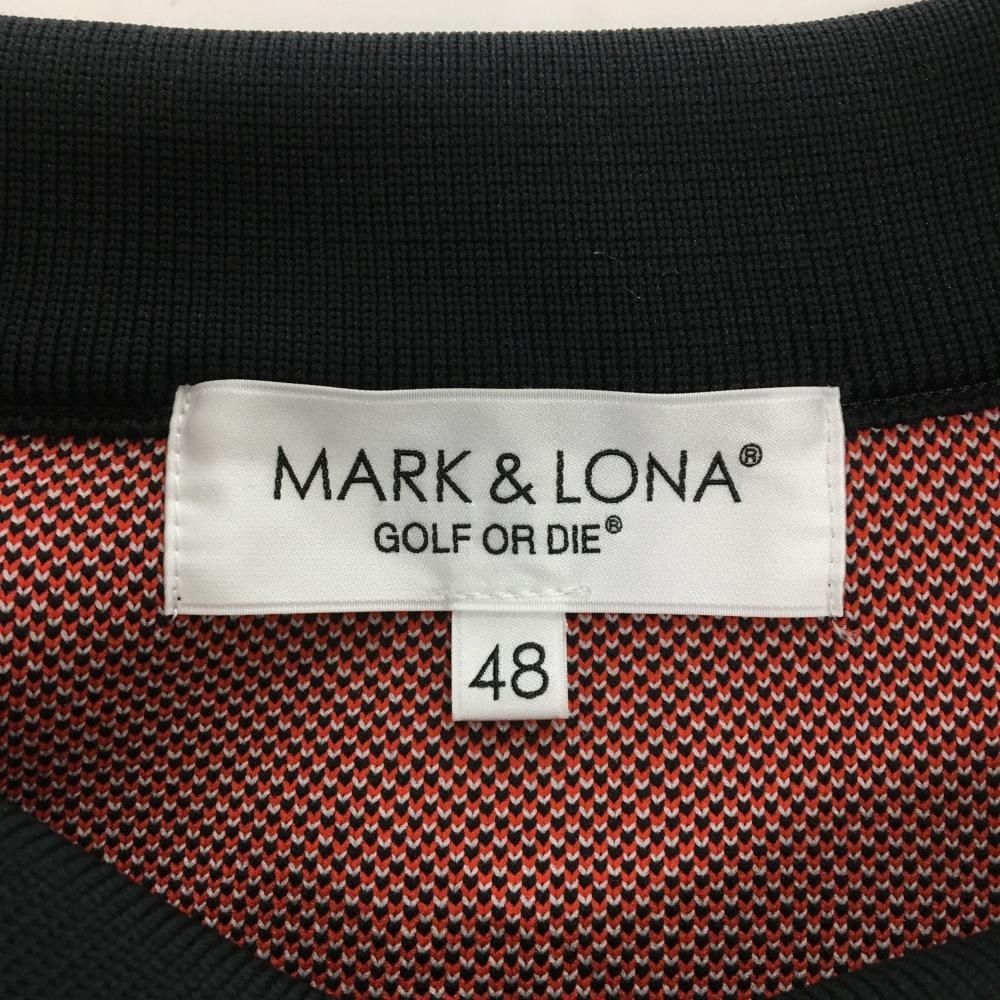 MARK & LONA®
GOLF OR DIE®
48